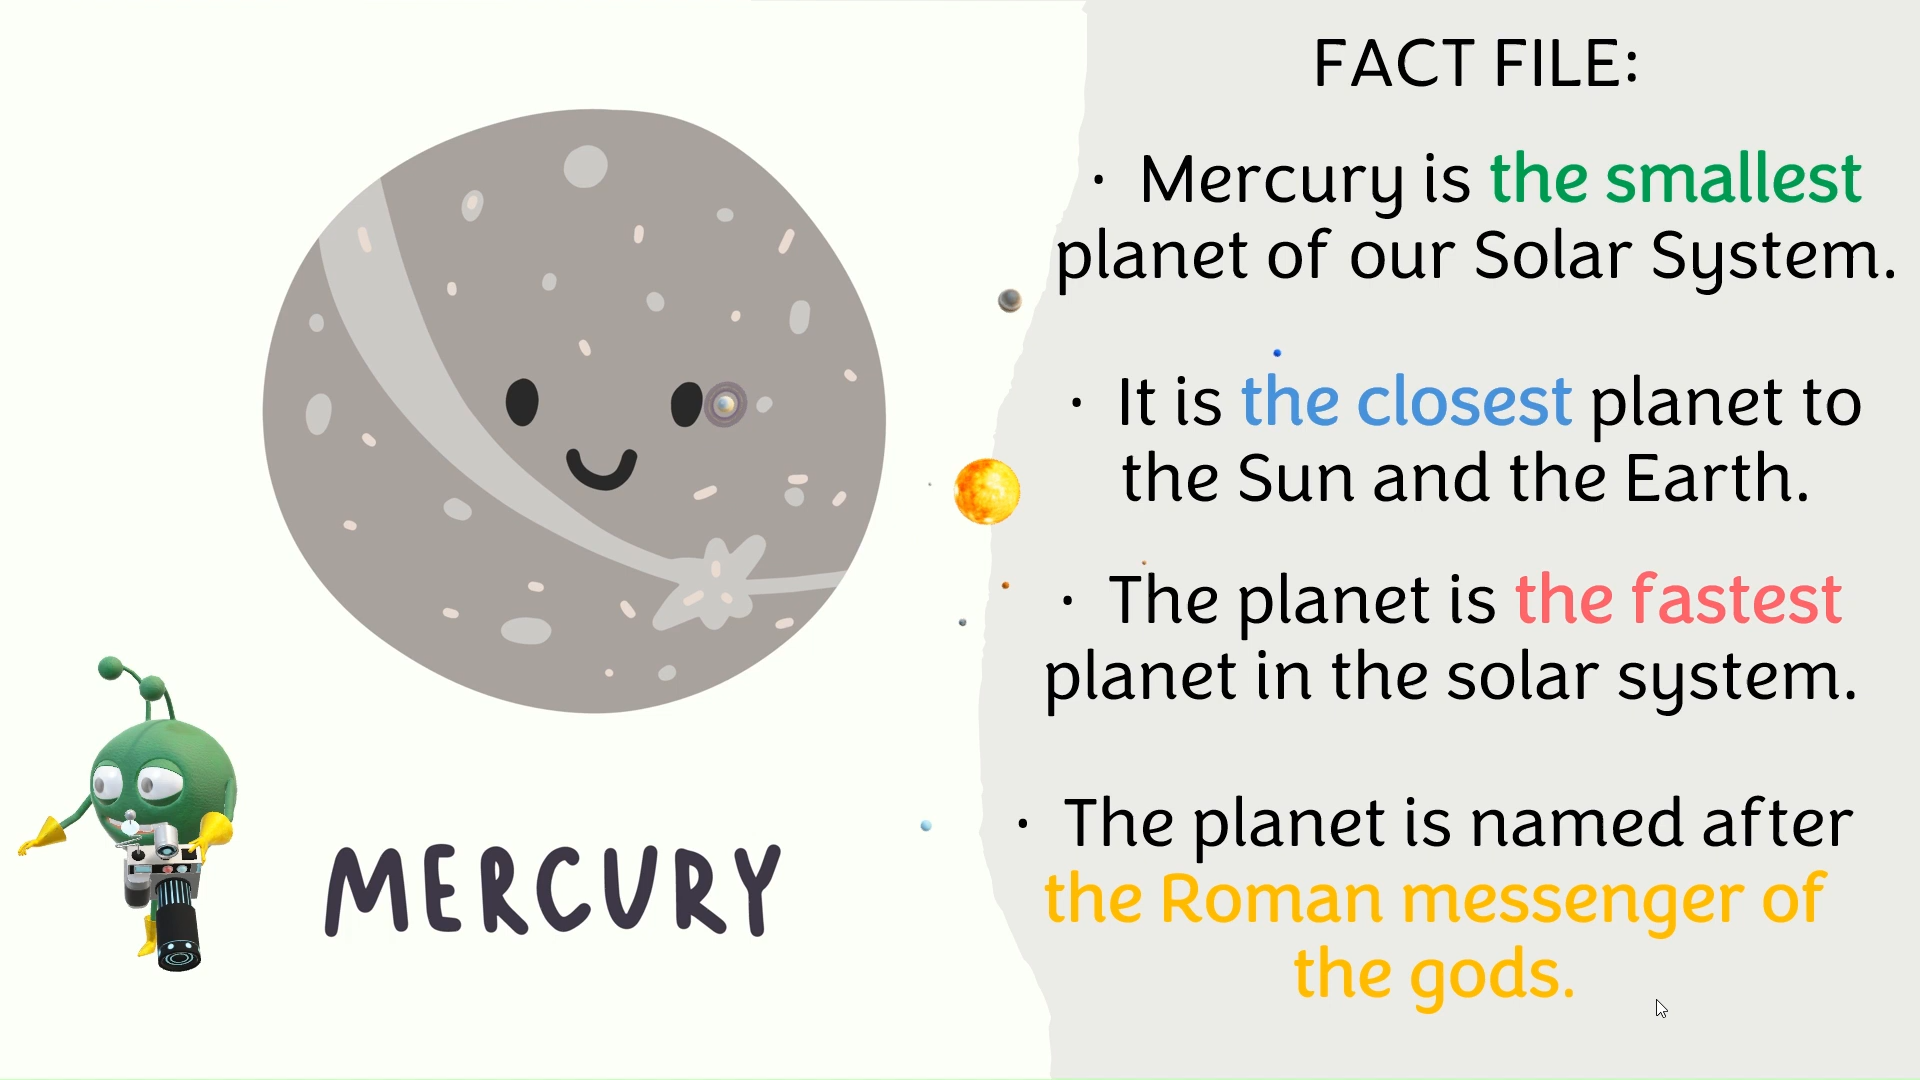 FACT FILE:
· Mercury is the smallest
planet of our Solar System.
· It is the closest planet to
the Sun and the Earth.
· The planet is the fastest
planet in the solar system.
· The planet is named after
the Roman messenger of
the gods.
MERCURY